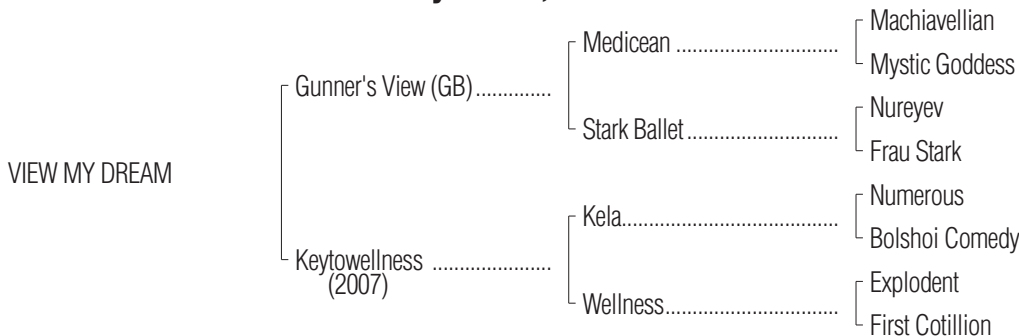 Machiavellian
Medicean ...............................
Mystic Goddess
Gunner's View (GB)..............
Nureyev
Stark Ballet.............................
Frau Stark
VIEW MY DREAM
Numerous
Kela.........................................
Bolshoi Comedy
Keytowellness ......................
(2007)
Explodent
Wellness.................................
First Cotillion